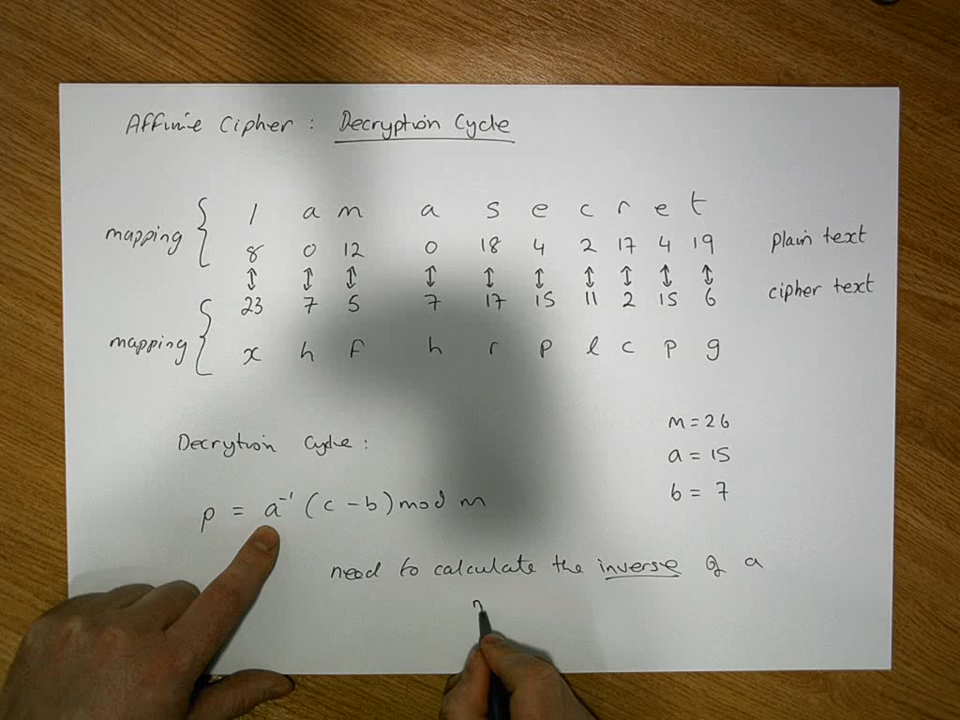 Affine Cipher : Decryption Cycle
mapping { I a m a s e c r e t
8 0 12 0 18 4 2 17 4 19 plain text
↕ ↕ ↕ ↕ ↕ ↕ ↕ ↕ ↕ ↕
23 7 5 7 17 15 11 2 15 6 cipher text
mapping { x h f h r p l c p g
m = 26
Decrytion Cycle :
a = 15
b = 7
p = a⁻¹ (c - b) mod m
need to calculate the inverse of a